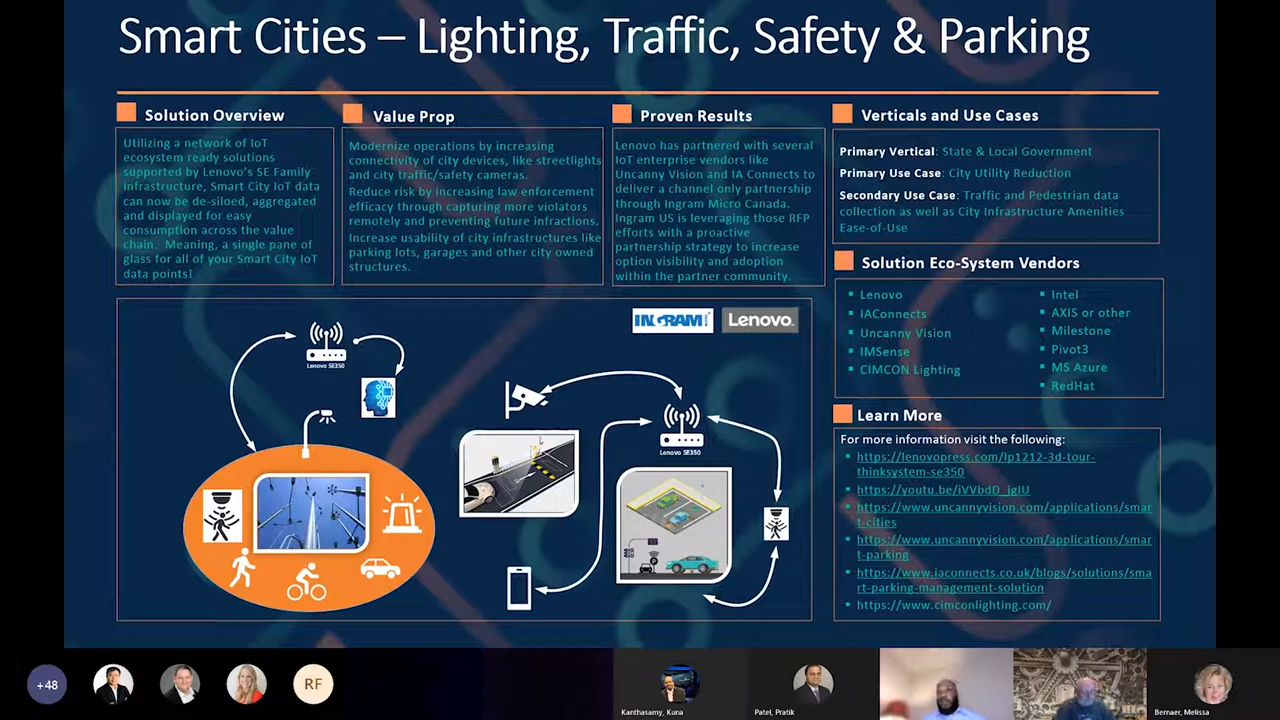 Smart Cities – Lighting, Traffic, Safety & Parking
Solution Overview
Utilizing a network of IoT
ecosystem ready solutions
supported by Lenovo's SE Family
infrastructure, Smart City IoT data
can now be de-siloed, aggregated
and displayed for easy
consumption across the value
chain. Meaning, a single pane of
glass for all of your Smart City IoT
data points!
Value Prop
Modernize operations by increasing
connectivity of city devices, like streetlights
and city traffic/safety cameras.
Reduce risk by increasing law enforcement
efficacy through capturing more violators
remotely and preventing future infractions.
Increase usability of city infrastructures like
parking lots, garages and other city owned
structures.
Proven Results
Lenovo has partnered with several
IoT enterprise vendors like
Uncanny Vision and IA Connects to
deliver a channel only partnership
through Ingram Micro Canada.
Ingram US is leveraging those RFP
efforts with a proactive
partnership strategy to increase
option visibility and adoption
within the partner community.
Verticals and Use Cases
Primary Vertical: State & Local Government
Primary Use Case: City Utility Reduction
Secondary Use Case: Traffic and Pedestrian data
collection as well as City Infrastructure Amenities
Ease-of-Use
Solution Eco-System Vendors
Lenovo
IAConnects
Uncanny Vision
IMSense
CIMCON Lighting
Intel
AXIS or other
Milestone
Pivot3
MS Azure
RedHat
Learn More
For more information visit the following:
https://lenovopress.com/lp1212-3d-tour-
thinksystem-se350
https://youtu.be/iVVbdD_jgIU
https://www.uncannyvision.com/applications/smar
t-cities
https://www.uncannyvision.com/applications/smar
t-parking
https://www.iaconnects.co.uk/blogs/solutions/sma
rt-parking-management-solution
https://www.cimconlighting.com/
INGRAM
Lenovo
Lenovo SE350
Lenovo SE350
+48
RF
Kanthasamy, Kuna
Patel, Pratik
Bernaer, Melissa